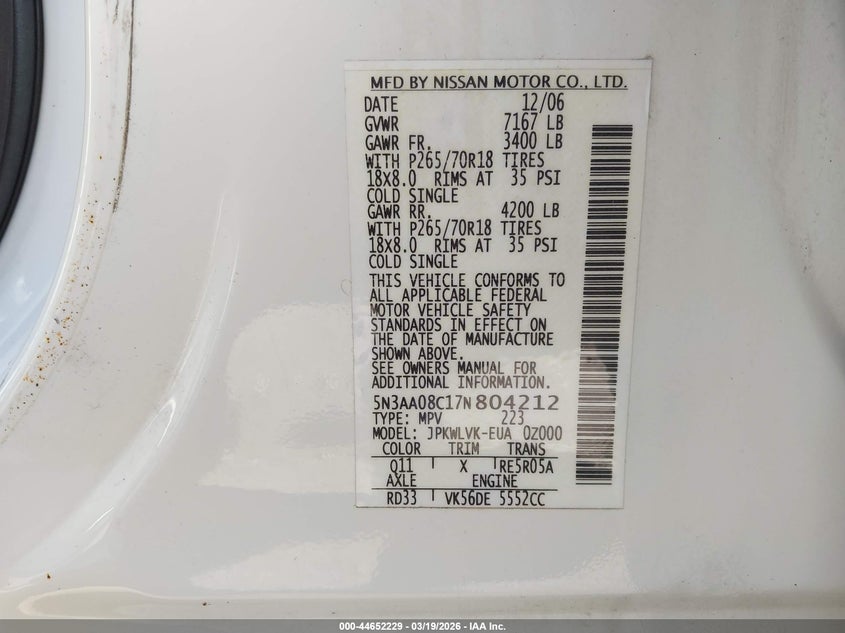 MFD BY NISSAN MOTOR CO., LTD.
DATE 12/06
GVWR 7167 LB
GAWR FR. 3400 LB
WITH P265/70R18 TIRES
18X8.0 RIMS AT 35 PSI
COLD SINGLE
GAWR RR. 4200 LB
WITH P265/70R18 TIRES
18X8.0 RIMS AT 35 PSI
COLD SINGLE
THIS VEHICLE CONFORMS TO
ALL APPLICABLE FEDERAL
MOTOR VEHICLE SAFETY
STANDARDS IN EFFECT ON
THE DATE OF MANUFACTURE
SHOWN ABOVE.
SEE OWNERS MANUAL FOR
ADDITIONAL INFORMATION.
5N3AA08C17N804212
TYPE: MPV 223
MODEL: JPKWLVK-EUA 0Z000
COLOR TRIM TRANS
Q11 X RE5R05A
AXLE ENGINE
RD33 VK56DE 5552CC
000-44652229 - 03/19/2026 - IAA Inc.